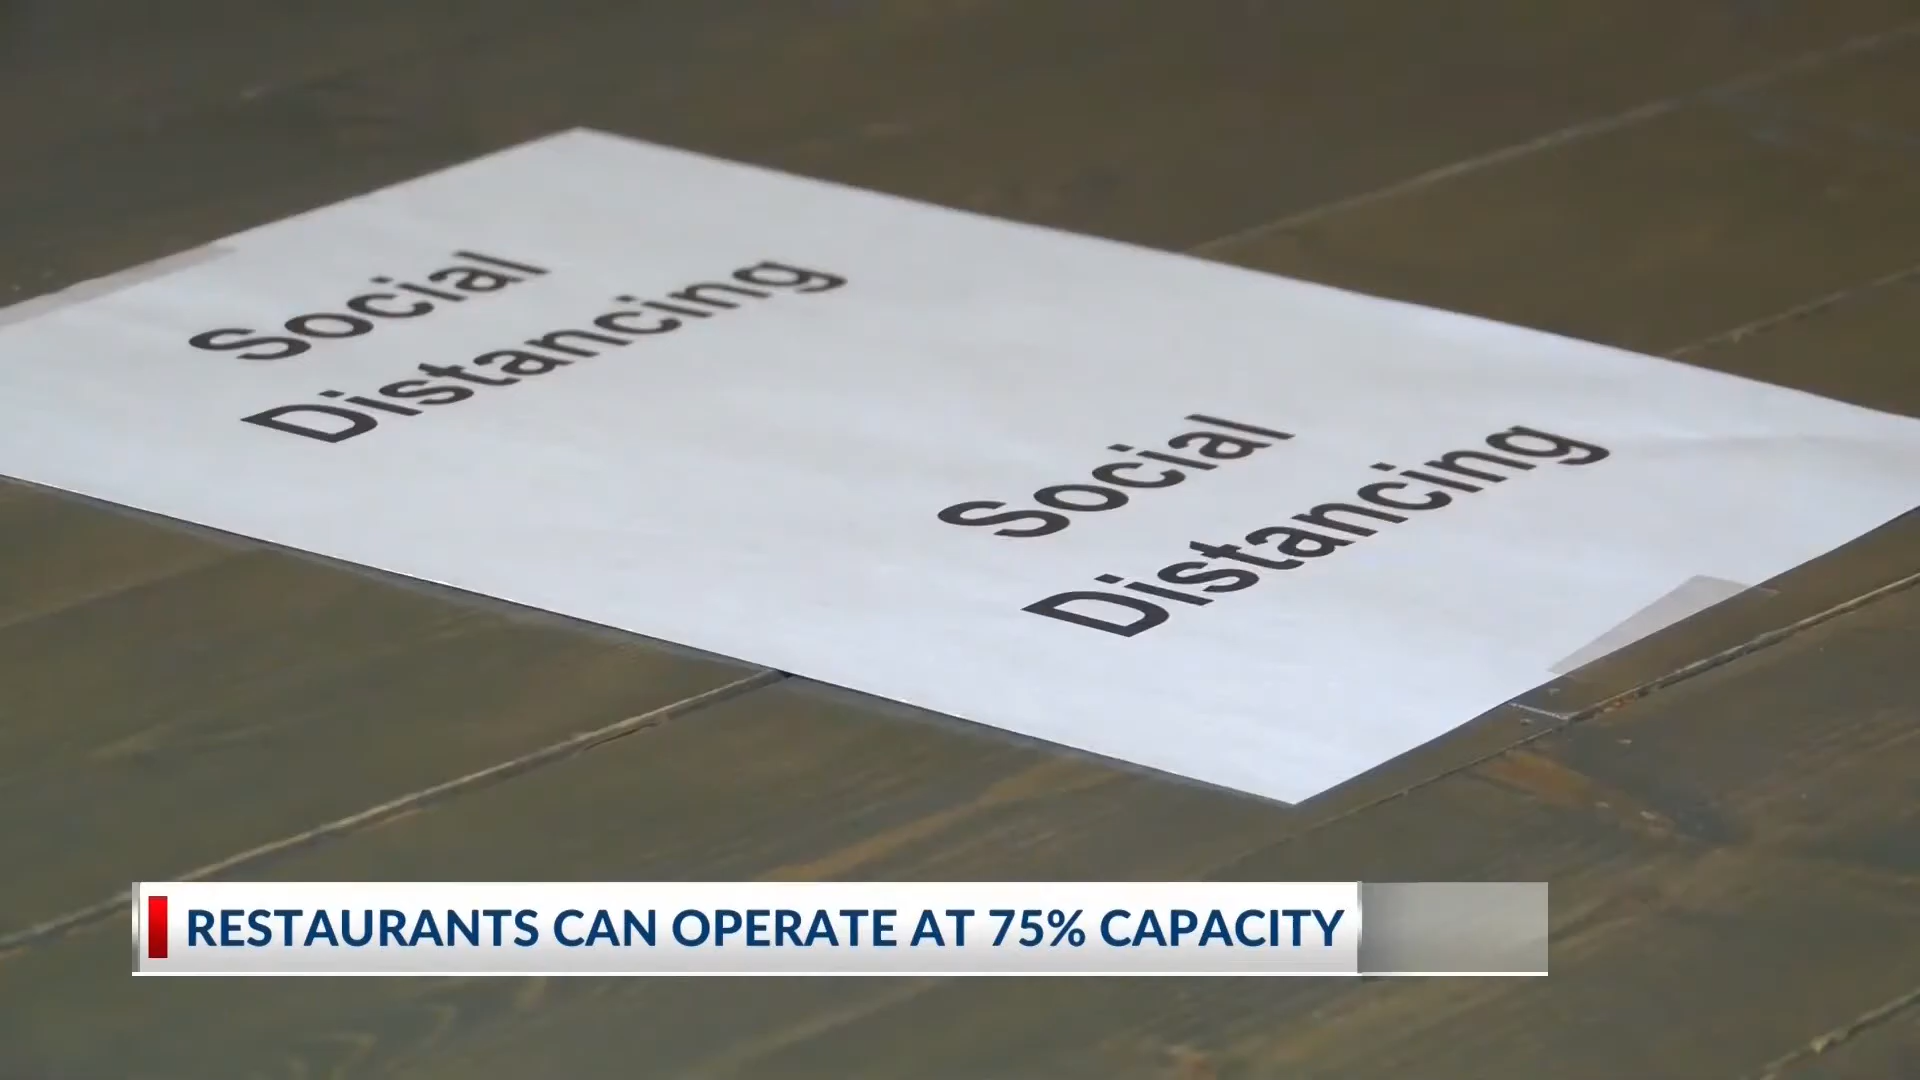 Social
Distancing
Social
Distancing
RESTAURANTS CAN OPERATE AT 75% CAPACITY